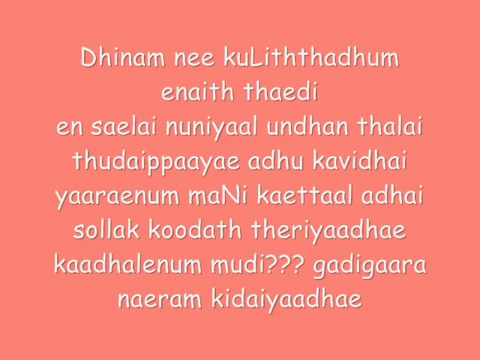 Dhinam nee kuLiththadhum
enaith thaedi
en saelai nuniyaal undhan thalai
thudaippaayae adhu kavidhai
yaaraenum maNi kaettaal adhai
sollak koodath theriyaadhae
kaadhalenum mudi??? gadigaara
naeram kidaiyaadhae